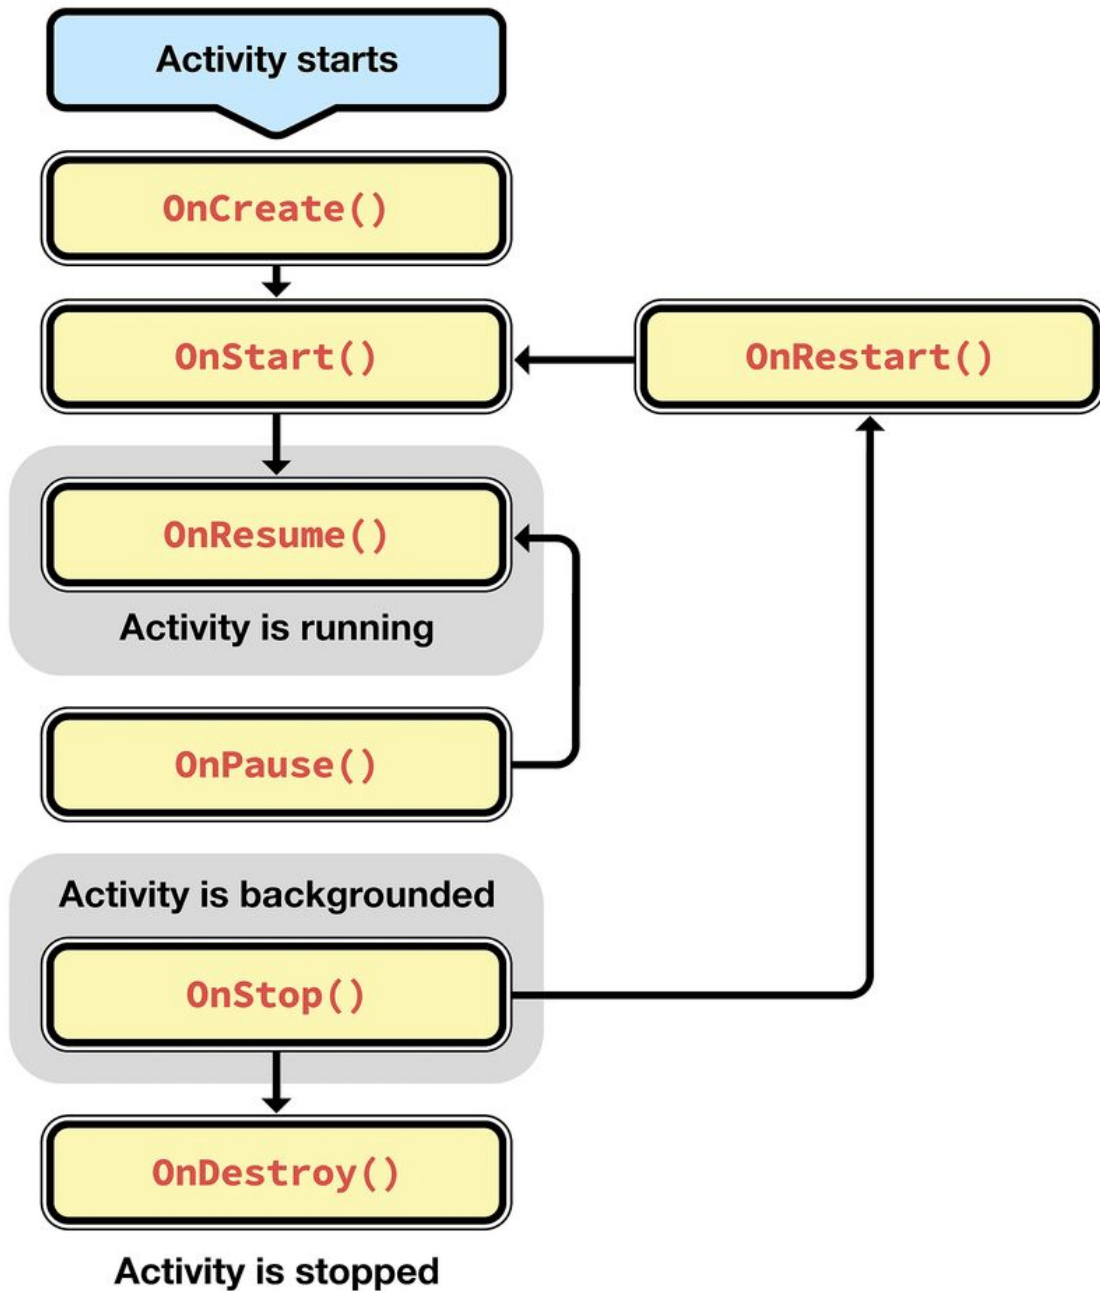 Activity starts
OnCreate()
OnStart()
OnRestart()
OnResume()
Activity is running
OnPause()
Activity is backgrounded
OnStop()
OnDestroy()
Activity is stopped